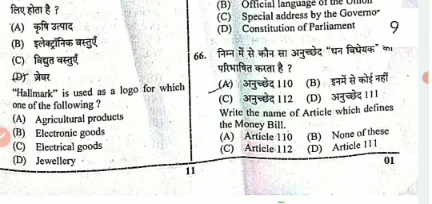 लिए होता है ?
(A) कृषि उत्पाद
(B) इलेक्ट्रॉनिक वस्तुएँ
(C) विद्युत वस्तुएँ
(D) जेवर
"Hallmark" is used as a logo for which
one of the following ?
(A) Agricultural products
(B) Electronic goods
(C) Electrical goods
(D) Jewellery
11
(B) Official language of the Union
(C) Special address by the Governor
(D) Constitution of Parliament
9
66. निम्न में से कौन सा अनुच्छेद "धन विधेयक" को
परिभाषित करता है ?
(A) अनुच्छेद 110 (B) इनमें से कोई नहीं
(C) अनुच्छेद 112 (D) अनुच्छेद 111
Write the name of Article which defines
the Money Bill.
(A) Article 110 (B) None of these
(C) Article 112 (D) Article 111
01